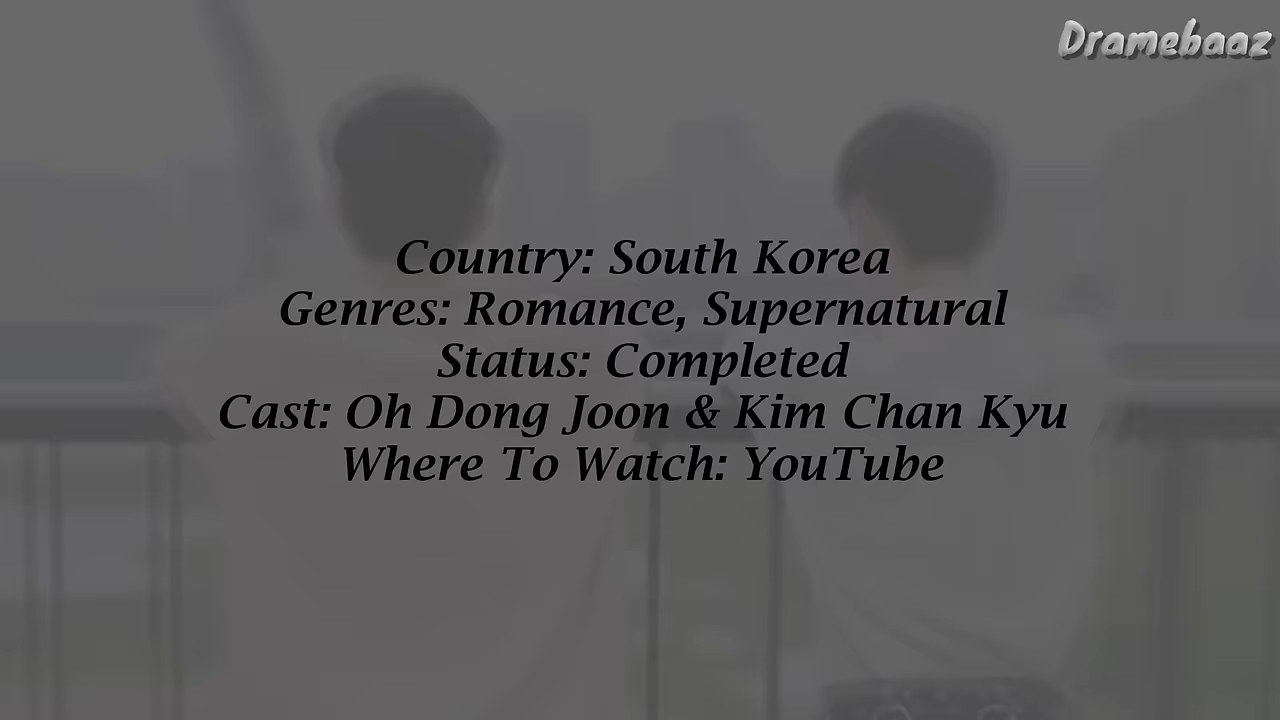 Dramebaaz
Country: South Korea
Genres: Romance, Supernatural
Status: Completed
Cast: Oh Dong Joon & Kim Chan Kyu
Where To Watch: YouTube